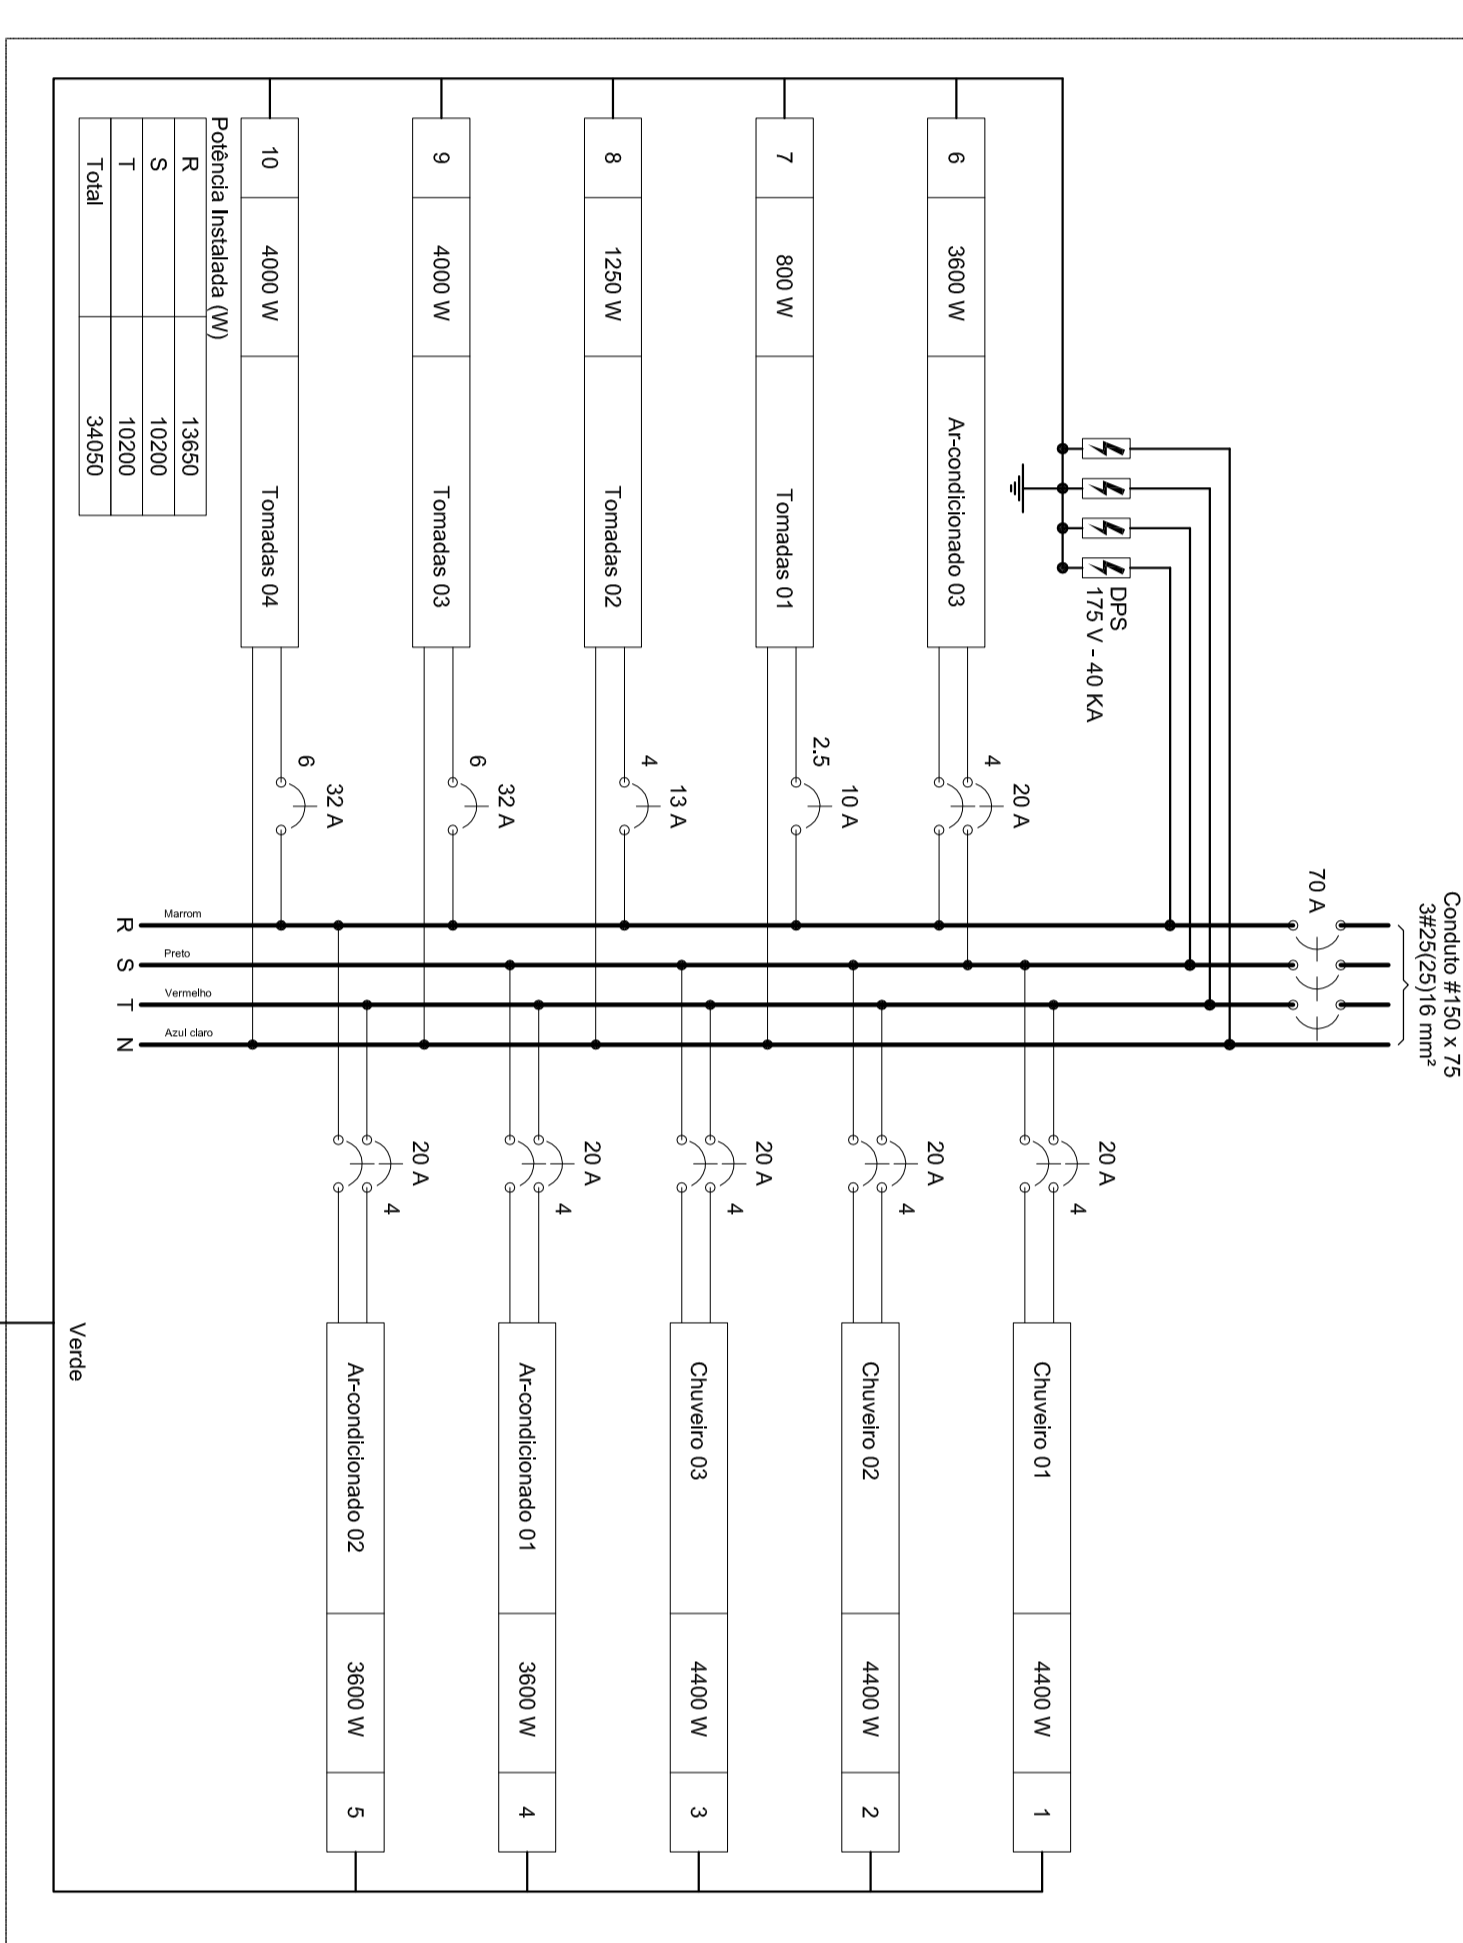 Conduto #150 x 75
3#25(25)16 mm²
70 A
DPS
175 V - 40 KA
6 3600 W Ar-condicionado 03 4 20 A
7 800 W Tomadas 01 2.5 10 A
8 1250 W Tomadas 02 4 13 A
9 4000 W Tomadas 03 6 32 A
10 4000 W Tomadas 04 6 32 A
20 A 4 Chuveiro 01 4400 W 1
20 A 4 Chuveiro 02 4400 W 2
20 A 4 Chuveiro 03 4400 W 3
20 A 4 Ar-condicionado 01 3600 W 4
20 A 4 Ar-condicionado 02 3600 W 5
R Marrom
S Preto
T Vermelho
N Azul claro
Potência Instalada (W)
R 13650
S 10200
T 10200
Total 34050
Verde